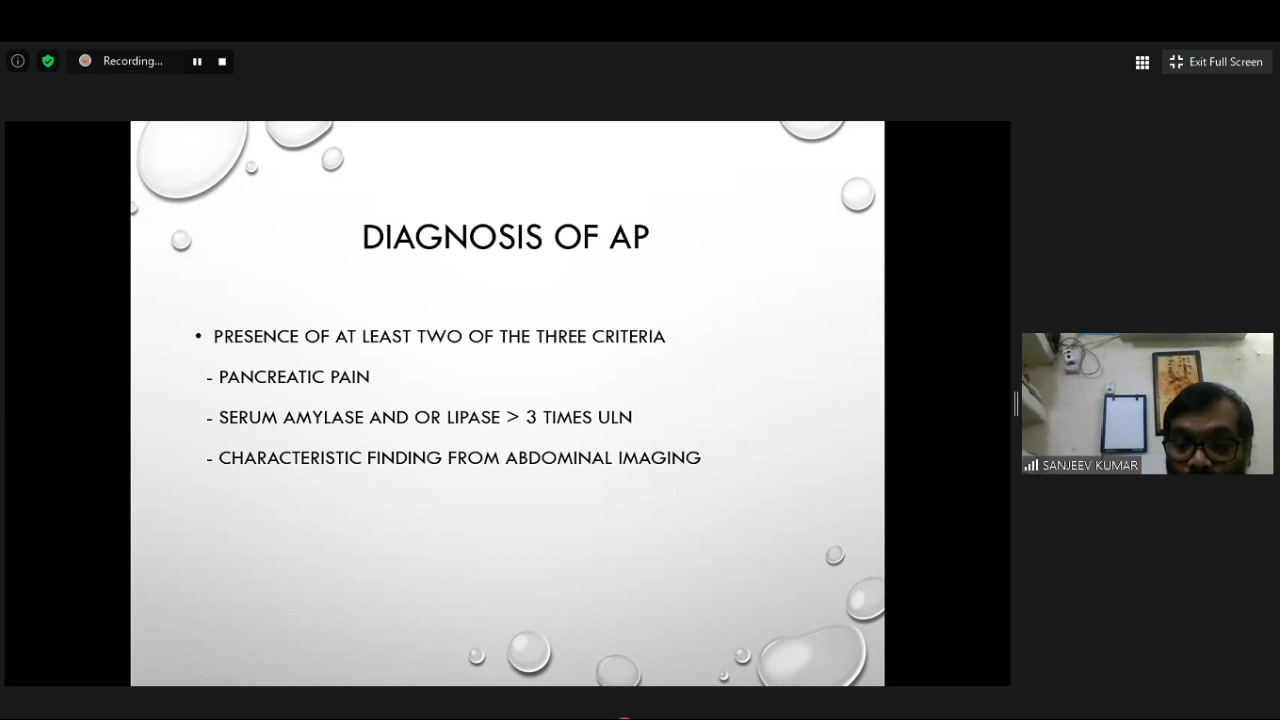 Recording...
Exit Full Screen
DIAGNOSIS OF AP
• PRESENCE OF AT LEAST TWO OF THE THREE CRITERIA
- PANCREATIC PAIN
- SERUM AMYLASE AND OR LIPASE > 3 TIMES ULN
- CHARACTERISTIC FINDING FROM ABDOMINAL IMAGING
SANJEEV KUMAR